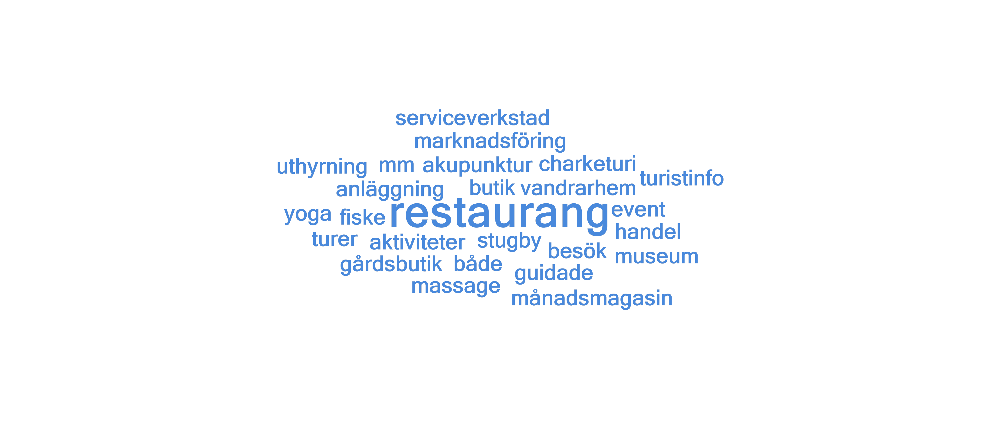 serviceverkstad
marknadsföring
uthyrning mm akupunktur charketuri
turistinfo
anläggning butik vandrarhem
yoga fiske restaurang event
handel
turer aktiviteter stugby
besök museum
gårdsbutik både
guidade
massage
månadsmagasin